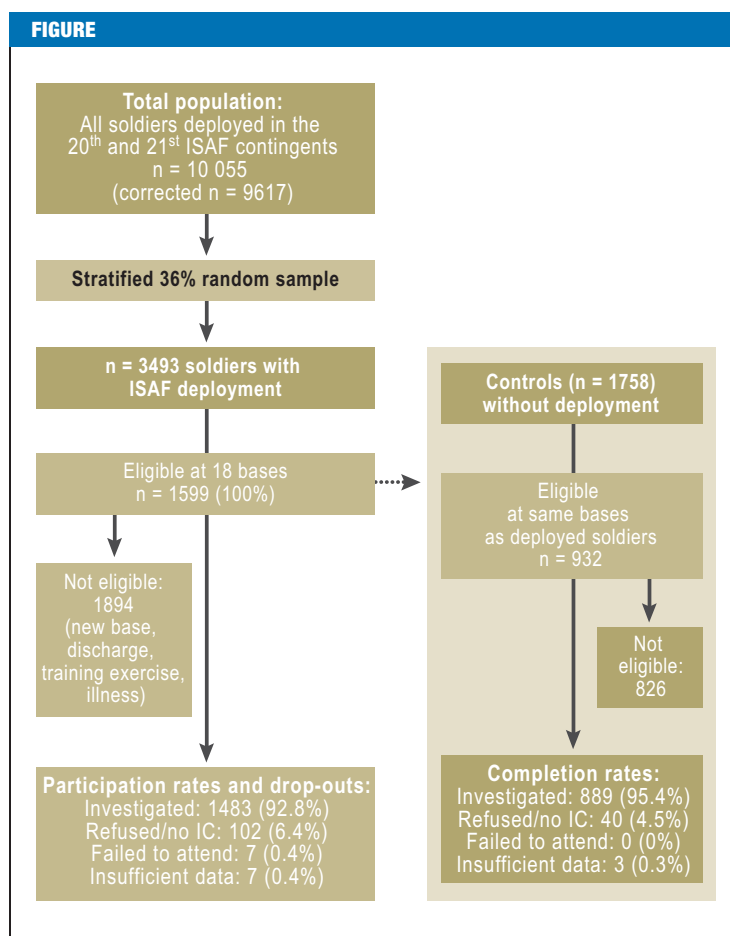 FIGURE
Total population:
All soldiers deployed in the
20th and 21st ISAF contingents
n = 10 055
(corrected n = 9617)
Stratified 36% random sample
n = 3493 soldiers with
ISAF deployment
Eligible at 18 bases
n = 1599 (100%)
Not eligible:
1894
(new base,
discharge,
training exercise,
illness)
Participation rates and drop-outs:
Investigated: 1483 (92.8%)
Refused/no IC: 102 (6.4%)
Failed to attend: 7 (0.4%)
Insufficient data: 7 (0.4%)
Controls (n = 1758)
without deployment
Eligible
at same bases
as deployed soldiers
n = 932
Not
eligible:
826
Completion rates:
Investigated: 889 (95.4%)
Refused/no IC: 40 (4.5%)
Failed to attend: 0 (0%)
Insufficient data: 3 (0.3%)